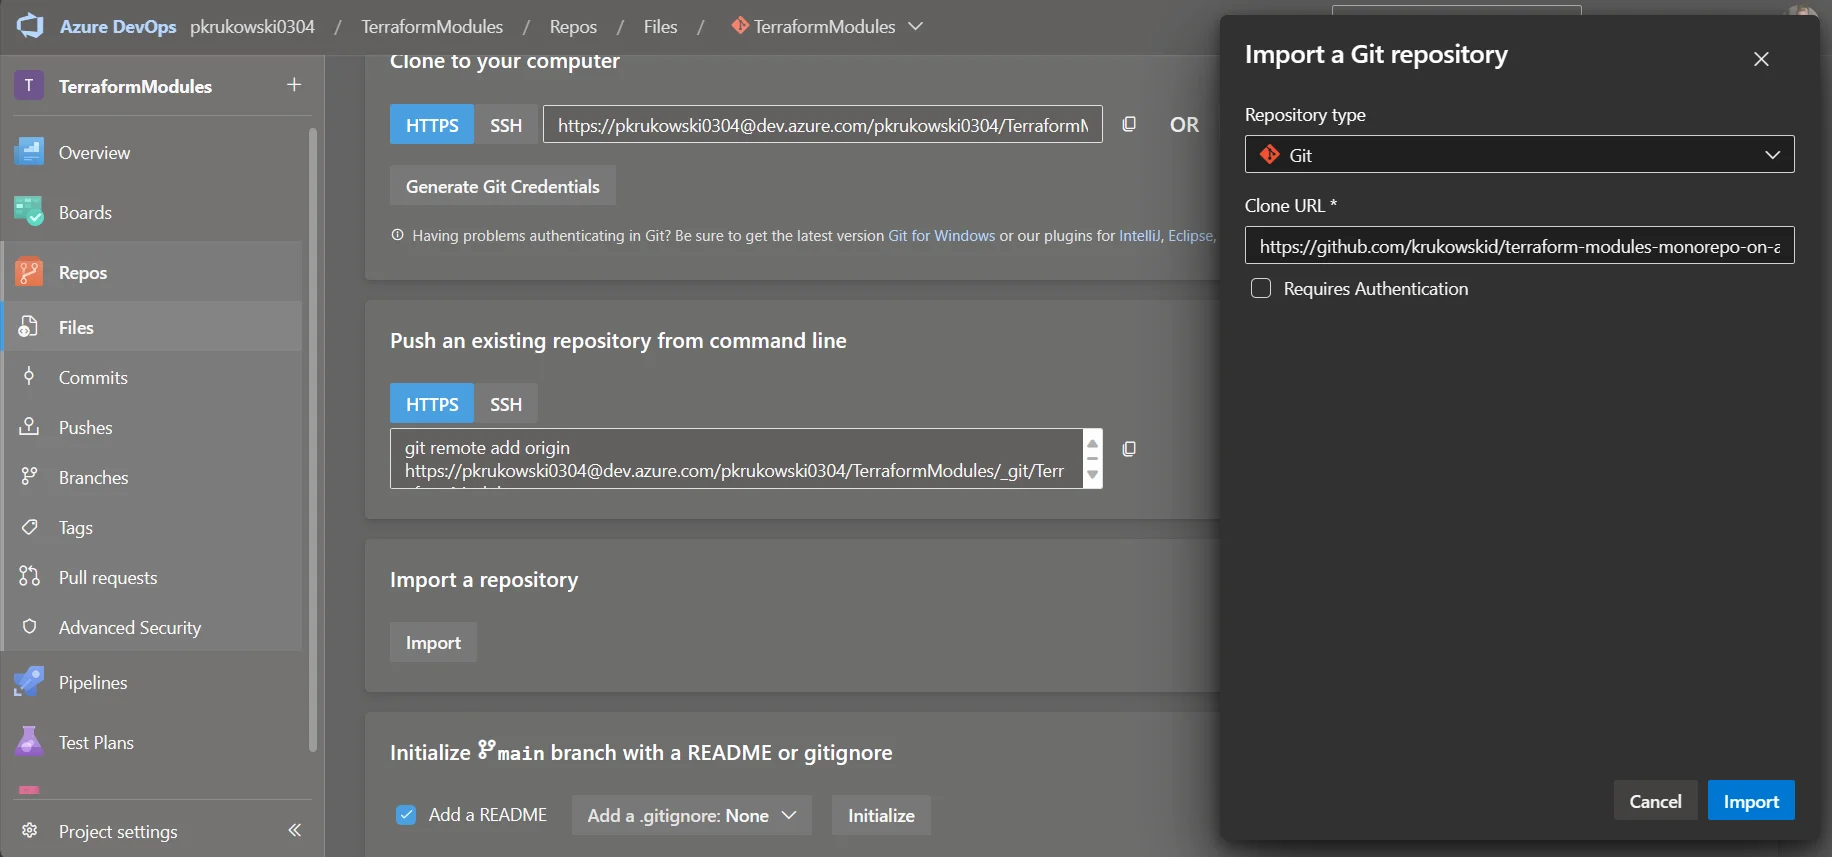 Azure DevOps pkrukowski0304 / TerraformModules / Repos / Files / TerraformModules
T TerraformModules +
Overview
Boards
Repos
Files
Commits
Pushes
Branches
Tags
Pull requests
Advanced Security
Pipelines
Test Plans
Project settings
Clone to your computer
HTTPS SSH https://pkrukowski0304@dev.azure.com/pkrukowski0304/TerraformM OR
Generate Git Credentials
Having problems authenticating in Git? Be sure to get the latest version Git for Windows or our plugins for IntelliJ, Eclipse,
Push an existing repository from command line
HTTPS SSH
git remote add origin
https://pkrukowski0304@dev.azure.com/pkrukowski0304/TerraformModules/_git/Terr
Import a repository
Import
Initialize main branch with a README or gitignore
Add a README Add a .gitignore: None Initialize
Import a Git repository
Repository type
Git
Clone URL *
https://github.com/krukowskid/terraform-modules-monorepo-on-a
Requires Authentication
Cancel Import